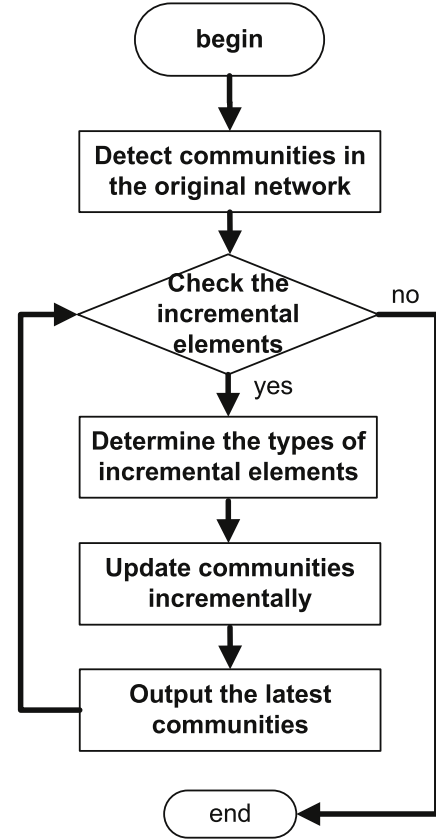 begin
Detect communities in
the original network
Check the
incremental
elements
no
yes
Determine the types of
incremental elements
Update communities
incrementally
Output the latest
communities
end